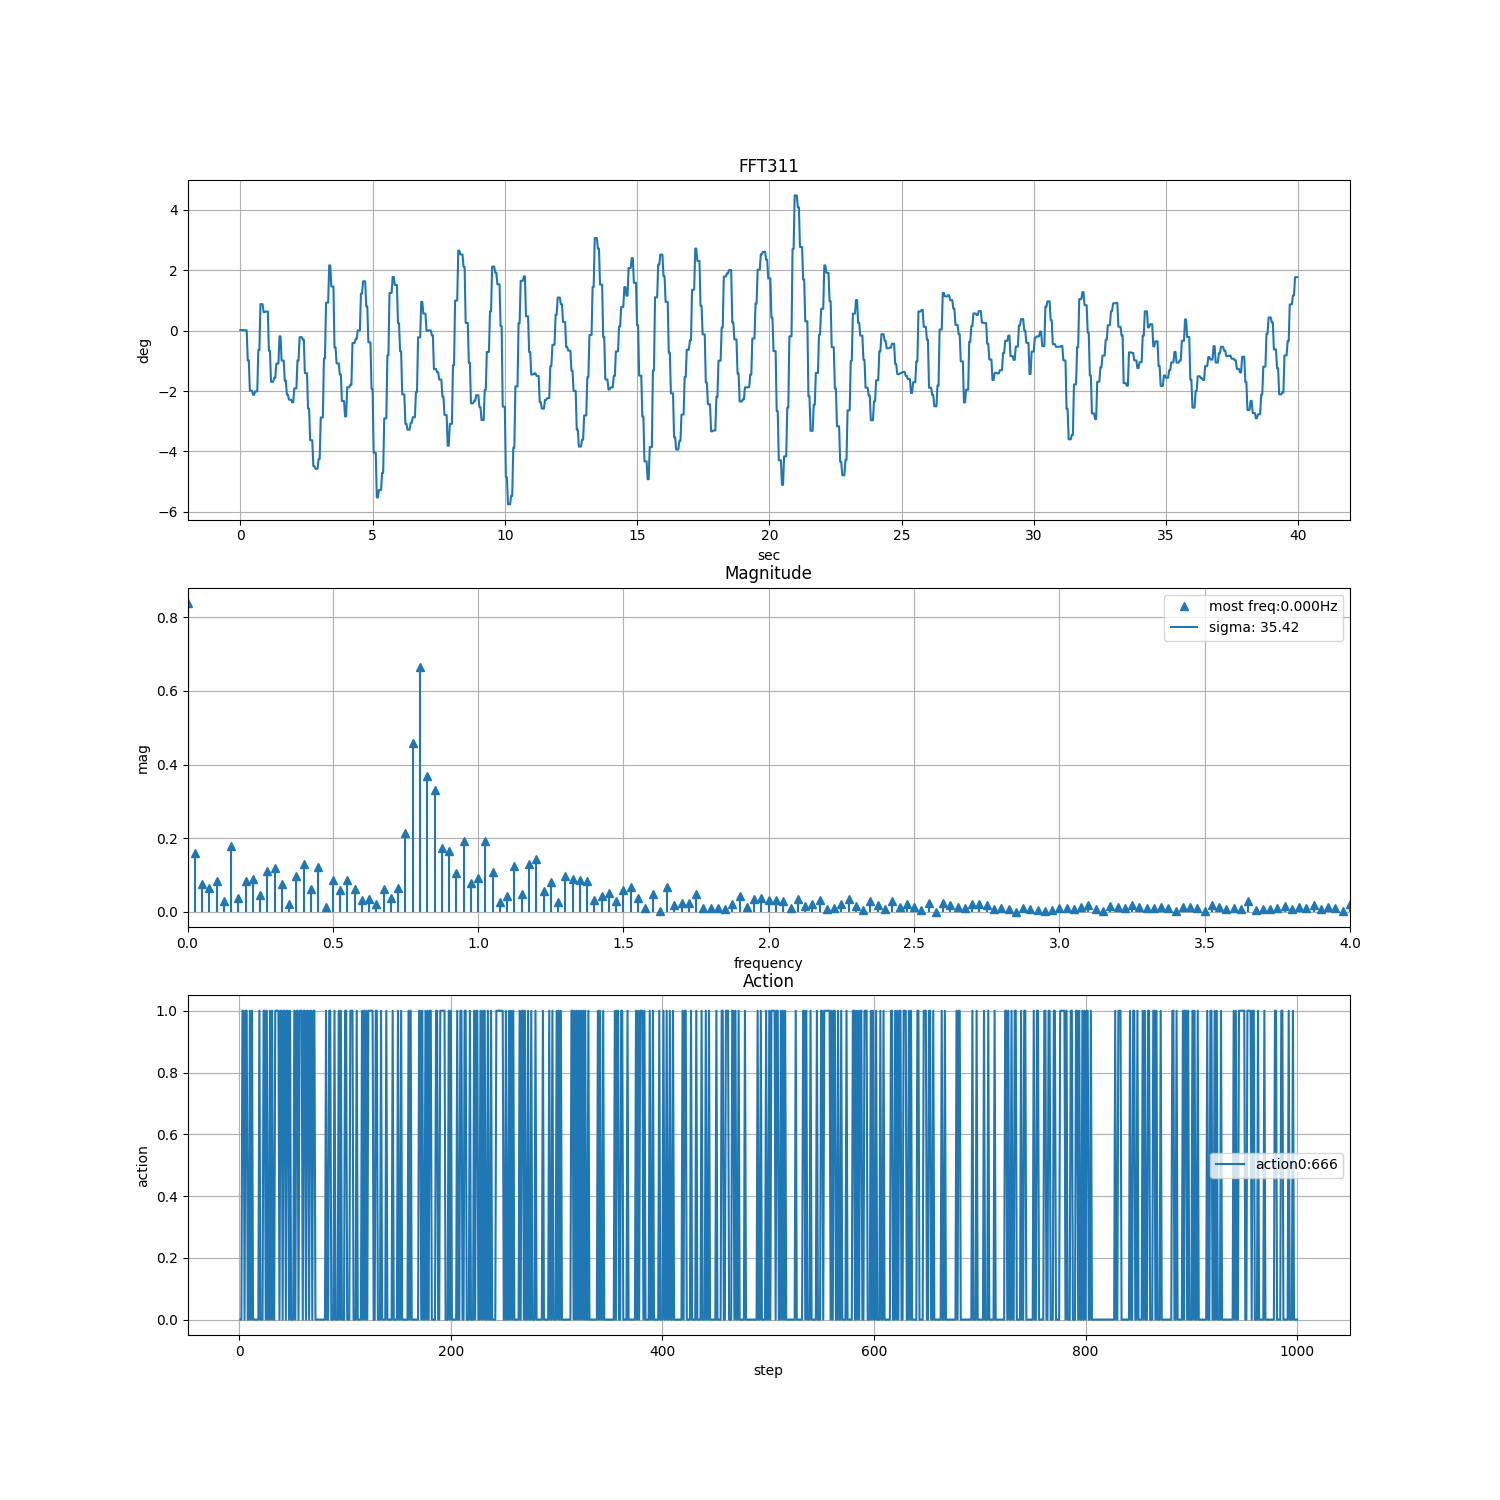 FFT311
4
2
0
−2
−4
−6
deg
0 5 10 15 20 25 30 35 40
sec
Magnitude
0.8
0.6
0.4
0.2
0.0
mag
most freq:0.000Hz
sigma: 35.42
0.0 0.5 1.0 1.5 2.0 2.5 3.0 3.5 4.0
frequency
Action
1.0
0.8
0.6
0.4
0.2
0.0
action
action0:666
0 200 400 600 800 1000
step